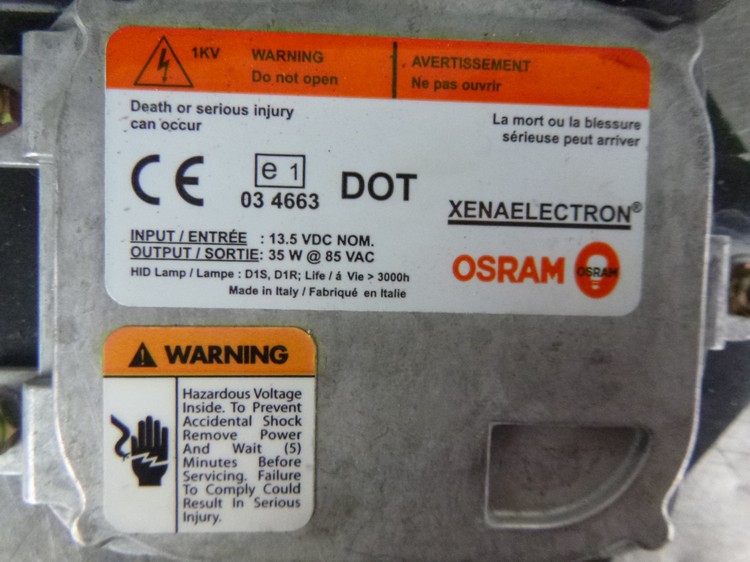 1KV
WARNING
Do not open
AVERTISSEMENT
Ne pas ouvrir
Death or serious injury
can occur
La mort ou la blessure
sérieuse peut arriver
CE
e 1
03 4663
DOT
XENAELECTRON®
INPUT / ENTRÉE : 13.5 VDC NOM.
OUTPUT / SORTIE: 35 W @ 85 VAC
HID Lamp / Lampe : D1S, D1R; Life / á Vie > 3000h
Made in Italy / Fabriqué en Italie
OSRAM
OSRAM
WARNING
Hazardous Voltage
Inside. To Prevent
Accidental Shock
Remove Power
And Wait (5)
Minutes Before
Servicing. Failure
To Comply Could
Result In Serious
Injury.